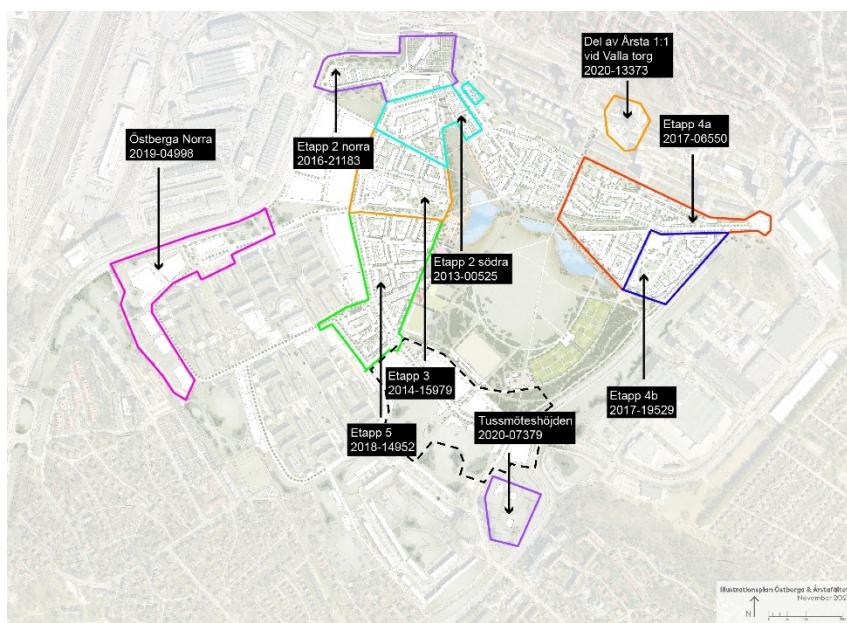 Del av Årsta 1:1
vid Valla torg
2020-13373
Etapp 4a
2017-06550
Östberga Norra
2019-04998
Etapp 2 norra
2016-21183
Etapp 2 södra
2013-00525
Etapp 3
2014-15979
Etapp 4b
2017-19529
Tussmöteshöjden
2020-07379
Etapp 5
2018-14952
Illustrationsplan Östberga & Årstafältet
November 202
N